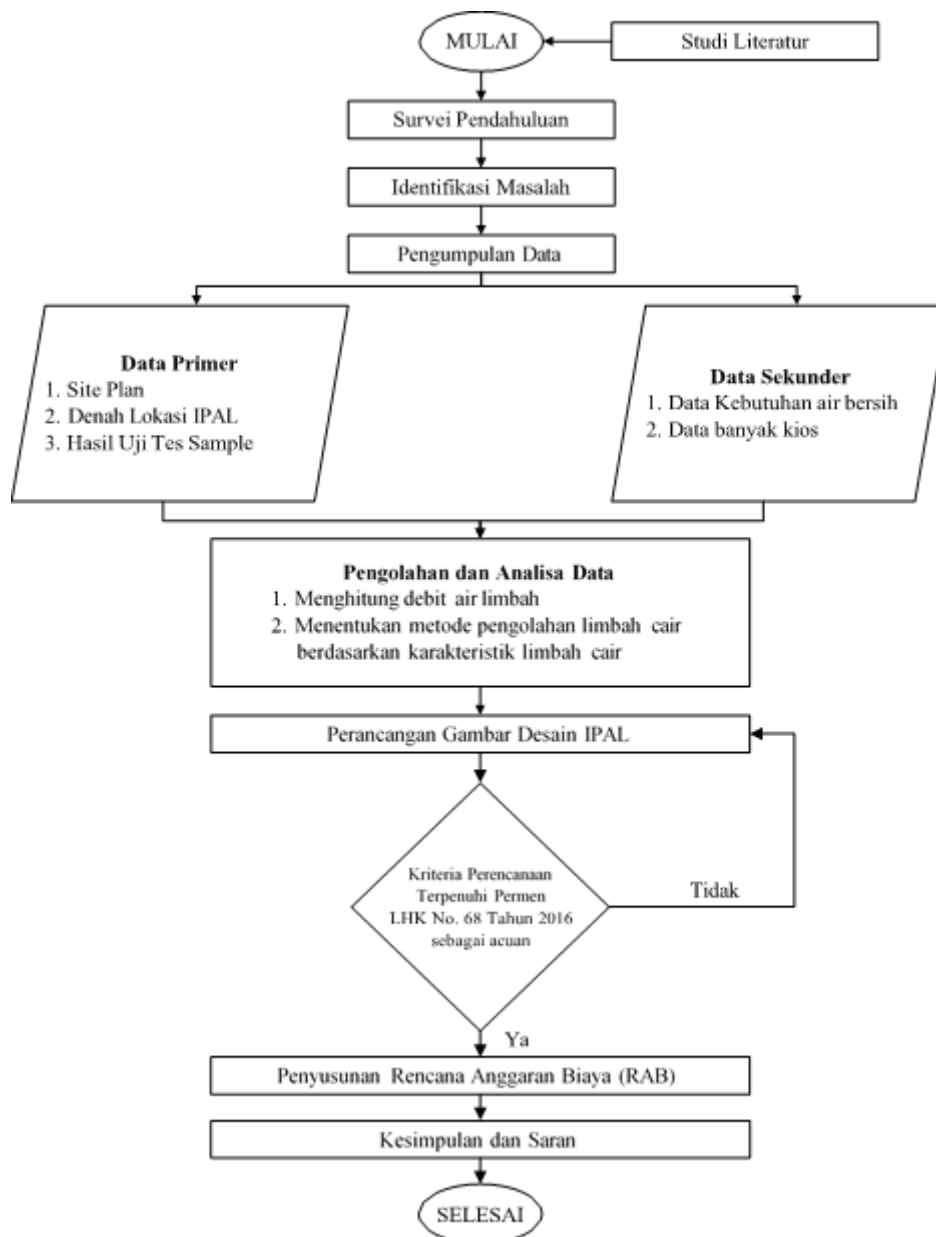 MULAI
Studi Literatur
Survei Pendahuluan
Identifikasi Masalah
Pengumpulan Data
Data Primer
1. Site Plan
2. Denah Lokasi IPAL
3. Hasil Uji Tes Sample
Data Sekunder
1. Data Kebutuhan air bersih
2. Data banyak kios
Pengolahan dan Analisa Data
1. Menghitung debit air limbah
2. Menentukan metode pengolahan limbah cair
berdasarkan karakteristik limbah cair
Perancangan Gambar Desain IPAL
Kriteria Perencanaan
Terpenuhi Permen
LHK No. 68 Tahun 2016
sebagai acuan
Tidak
Ya
Penyusunan Rencana Anggaran Biaya (RAB)
Kesimpulan dan Saran
SELESAI